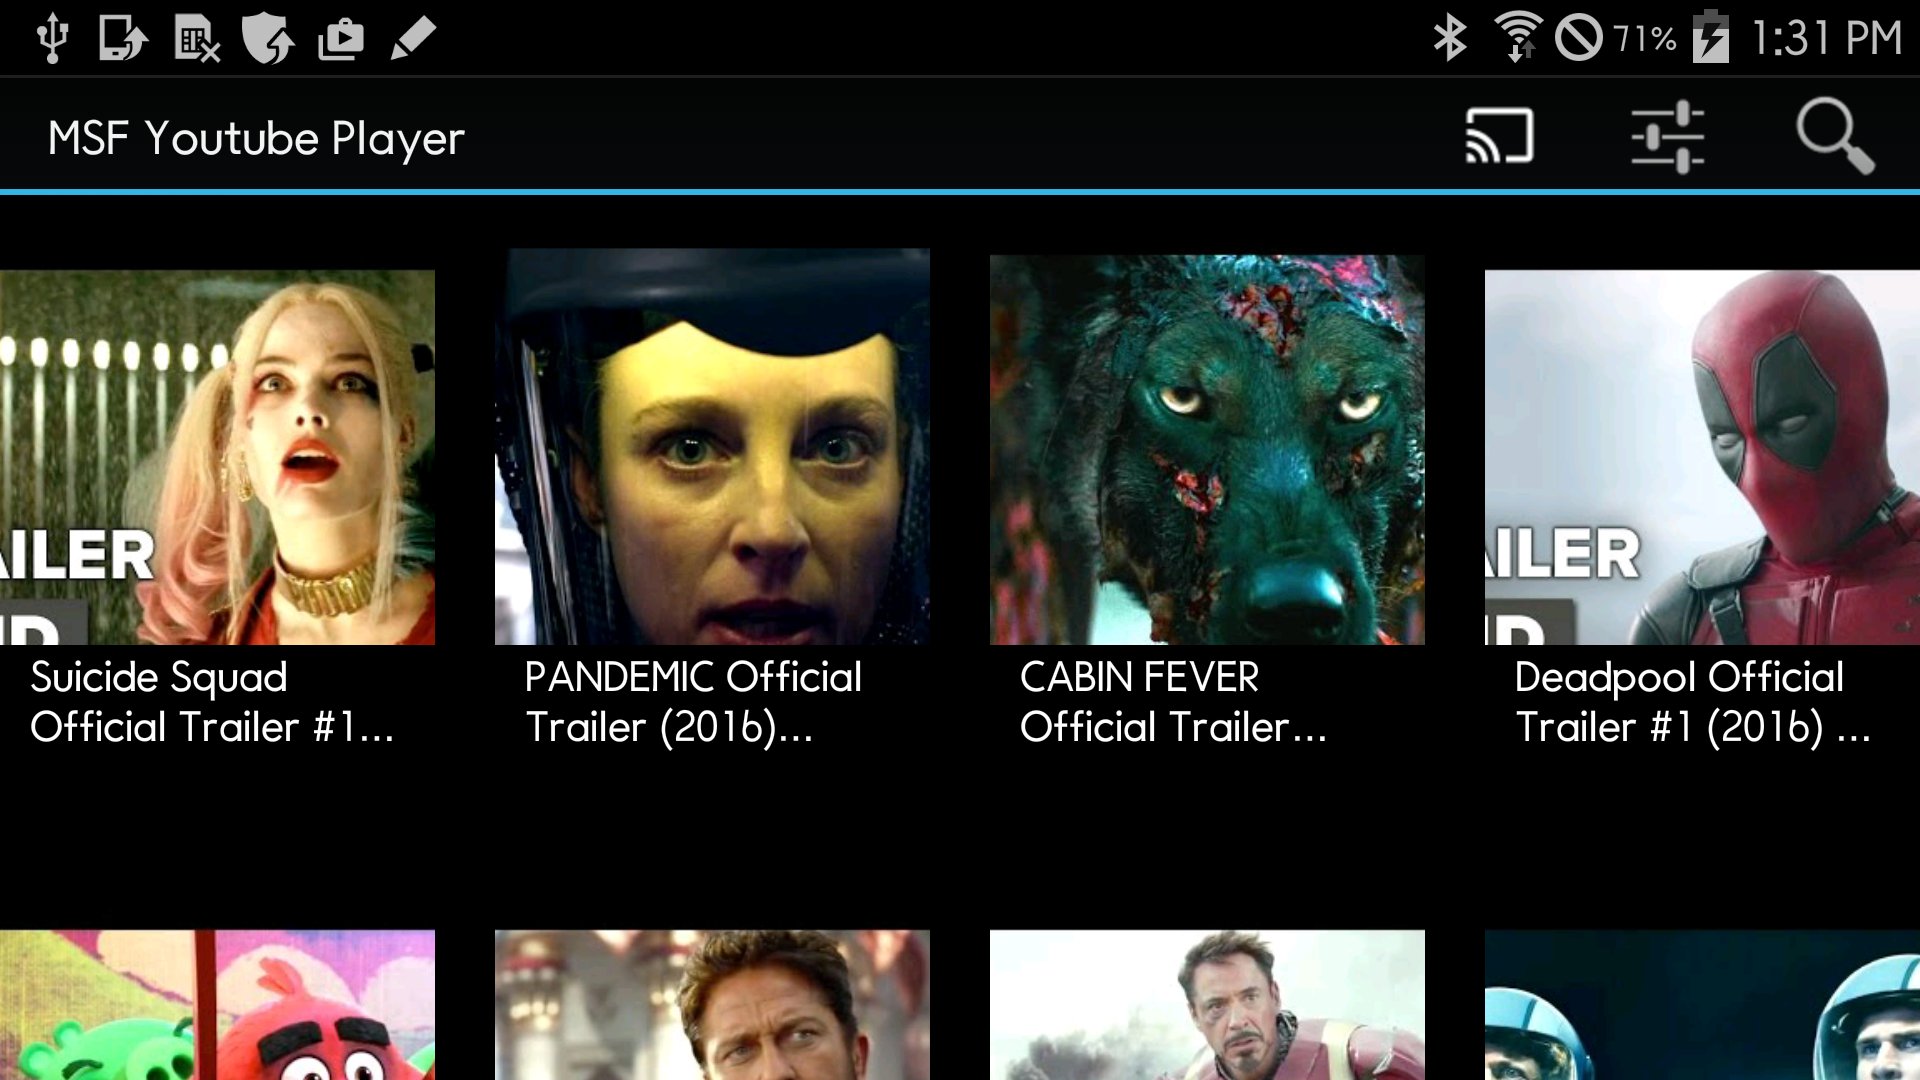 71% 1:31 PM
MSF Youtube Player
AILER
ILER
Suicide Squad
Official Trailer #1...
PANDEMIC Official
Trailer (2016)...
CABIN FEVER
Official Trailer...
Deadpool Official
Trailer #1 (2016) ...